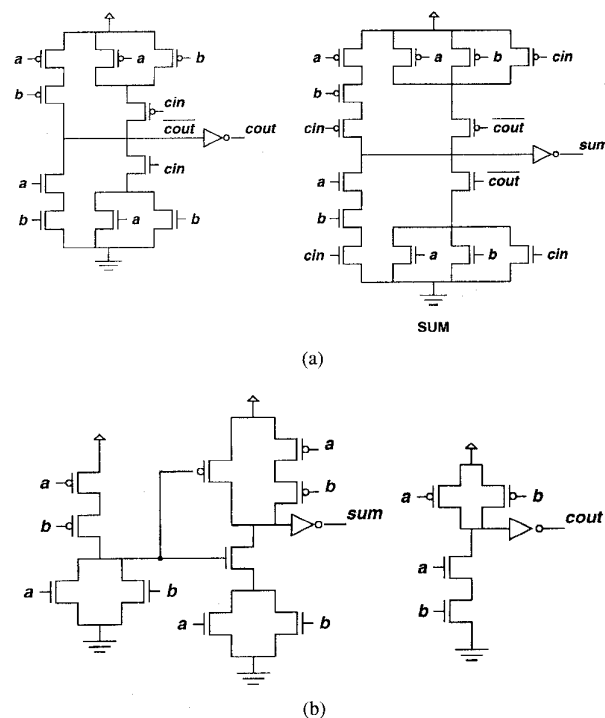 a a b
b cin
cout cout
a cin
b a b
a a b cin
b
cin cout
sum
a cout
b
cin a b cin
SUM
(a)
a
b
a b
a
b
sum
a b
a b
cout
a
b
(b)